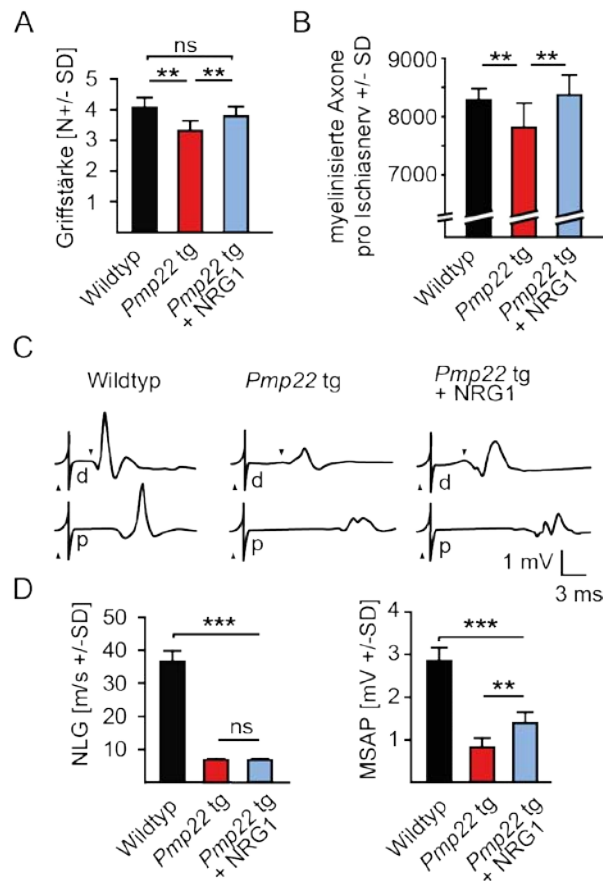 A
Griffstärke [N+/- SD]
5
4
3
2
1
ns
**
**
Wildtyp
Pmp22 tg
Pmp22 tg
+ NRG1
B
myelinisierte Axone
pro Ischiasnerv +/- SD
9000
8000
7000
**
**
Wildtyp
Pmp22 tg
Pmp22 tg
+ NRG1
C
Wildtyp
Pmp22 tg
Pmp22 tg
+ NRG1
d
d
d
p
p
p
1 mV
3 ms
D
NLG [m/s +/-SD]
50
40
30
20
10
***
ns
Wildtyp
Pmp22 tg
Pmp22 tg
+ NRG1
MSAP [mV +/-SD]
4
3
2
1
***
**
Wildtyp
Pmp22 tg
Pmp22 tg
+ NRG1